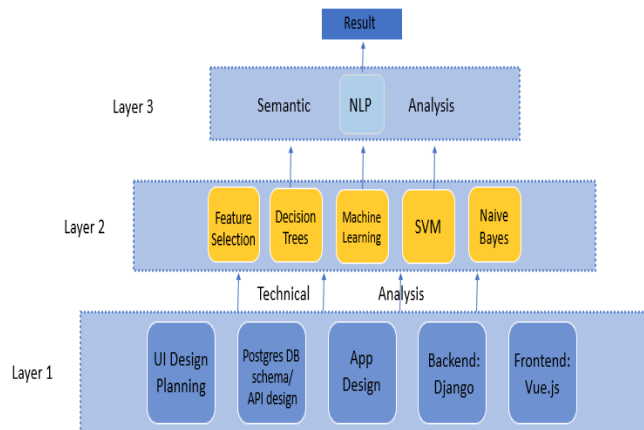 Result
Layer 3
Semantic NLP Analysis
Layer 2
Feature
Selection
Decision
Trees
Machine
Learning
SVM
Naive
Bayes
Technical Analysis
Layer 1
UI Design
Planning
Postgres DB
schema/
API design
App
Design
Backend:
Django
Frontend:
Vue.js